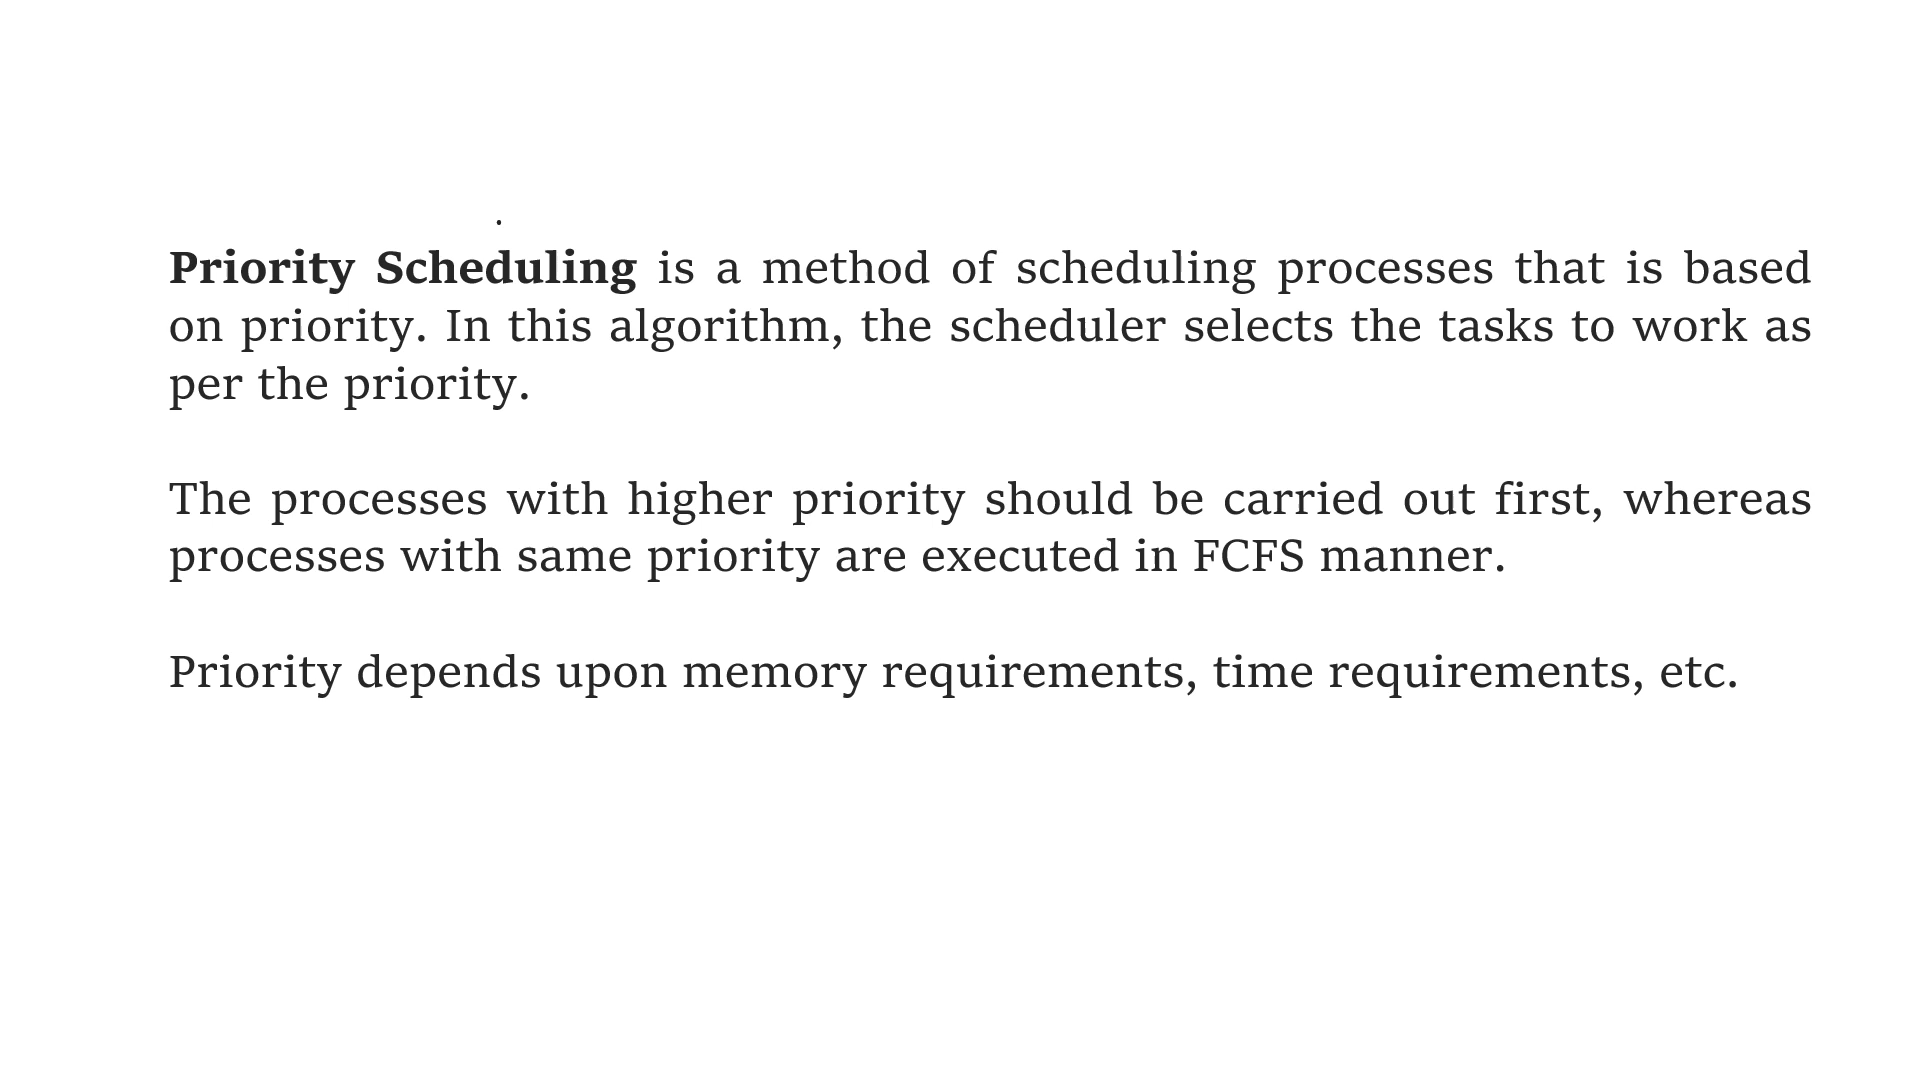 .
Priority Scheduling is a method of scheduling processes that is based
on priority. In this algorithm, the scheduler selects the tasks to work as
per the priority.
The processes with higher priority should be carried out first, whereas
processes with same priority are executed in FCFS manner.
Priority depends upon memory requirements, time requirements, etc.